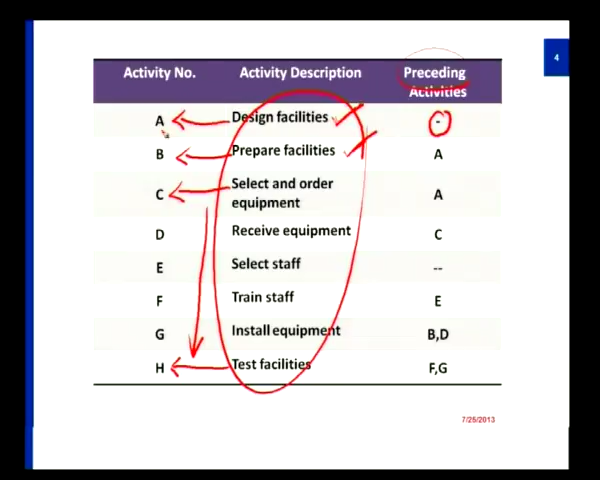 4
Activity No. Activity Description Preceding Activities
A Design facilities -
B Prepare facilities A
C Select and order equipment A
D Receive equipment C
E Select staff --
F Train staff E
G Install equipment B,D
H Test facilities F,G
7/25/2013